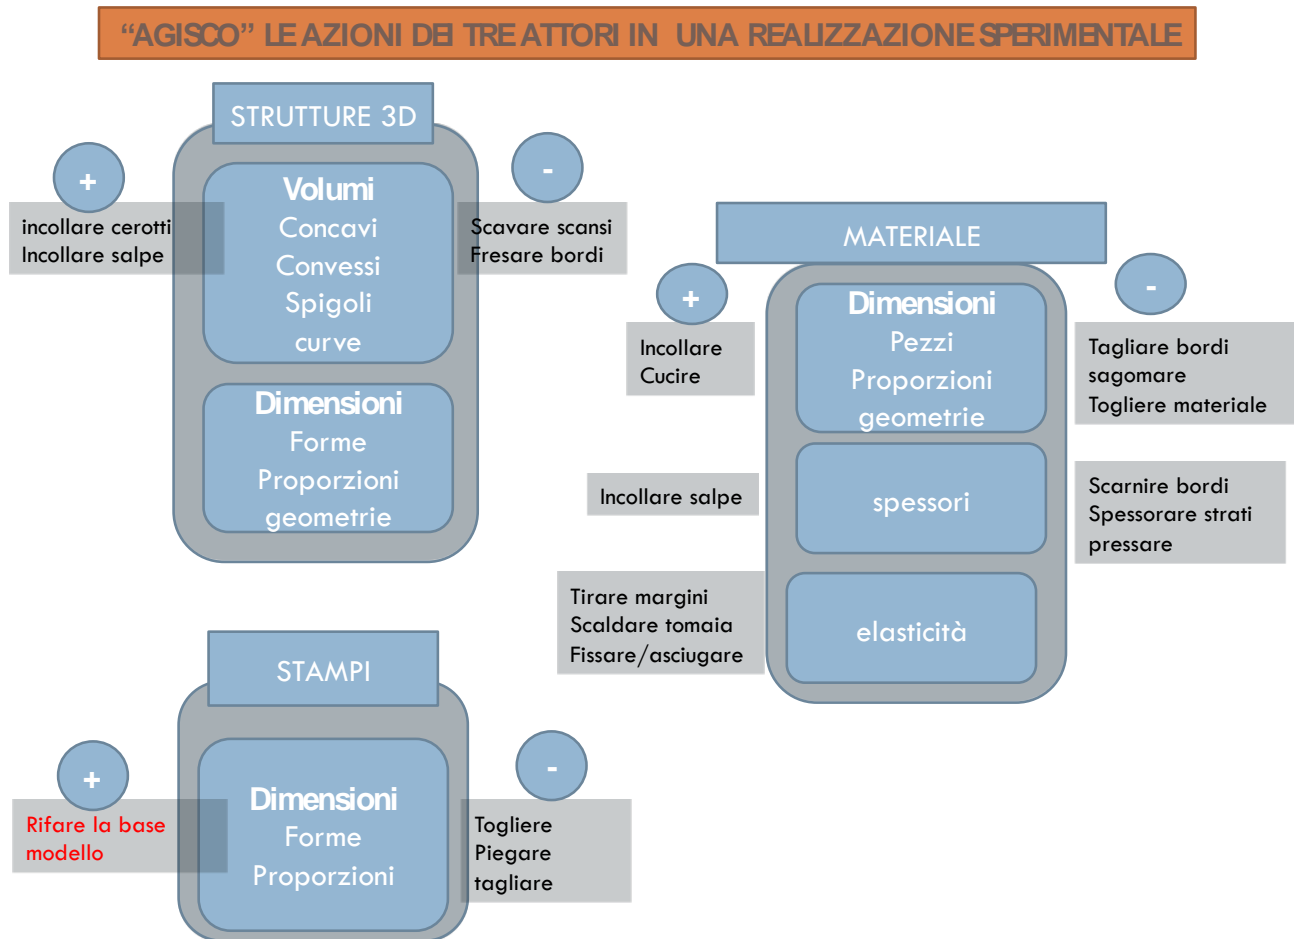 “AGISCO” LE AZIONI DEI TRE ATTORI IN UNA REALIZZAZIONE SPERIMENTALE
STRUTTURE 3D
+
incollare cerotti
Incollare salpe
Volumi
Concavi
Convessi
Spigoli
curve
-
Scavare scansi
Fresare bordi
Dimensioni
Forme
Proporzioni
geometrie
MATERIALE
+
Incollare
Cucire
Dimensioni
Pezzi
Proporzioni
geometrie
-
Tagliare bordi
sagomare
Togliere materiale
Incollare salpe
spessori
Scarnire bordi
Spessorare strati
pressare
Tirare margini
Scaldare tomaia
Fissare/asciugare
elasticità
STAMPI
+
Rifare la base
modello
Dimensioni
Forme
Proporzioni
-
Togliere
Piegare
tagliare